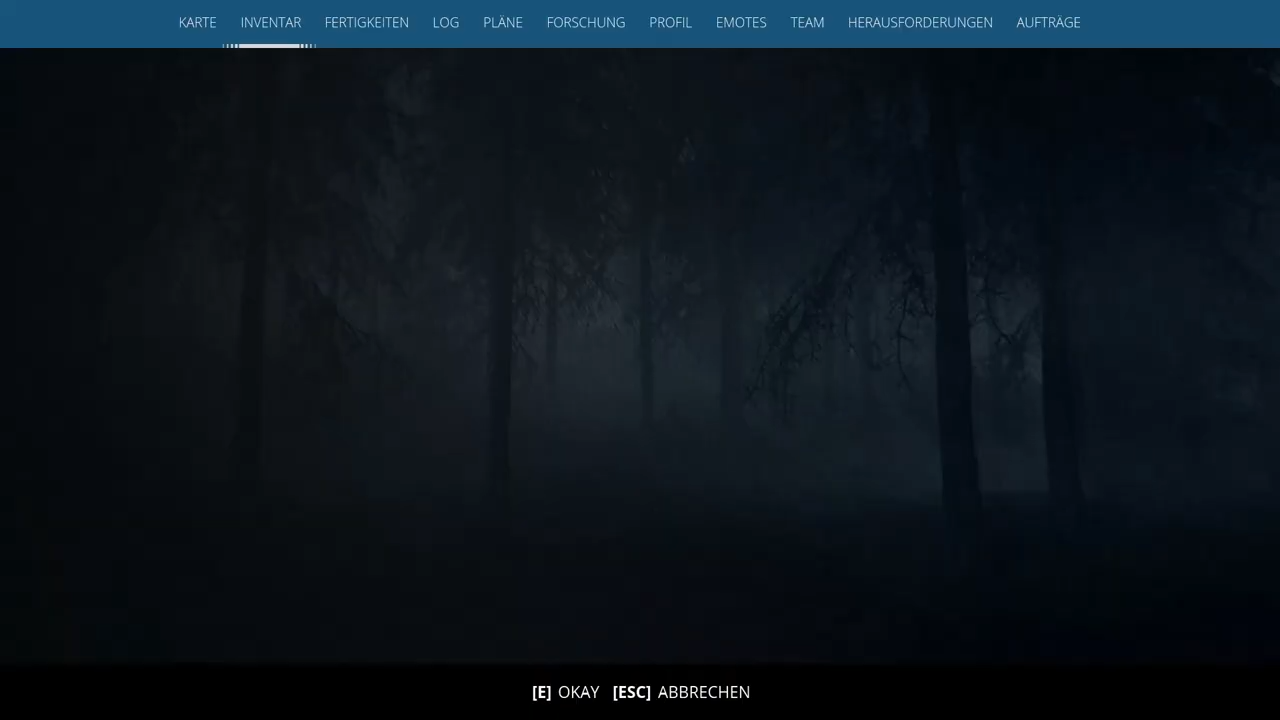 KARTE INVENTAR FERTIGKEITEN LOG PLÄNE FORSCHUNG PROFIL EMOTES TEAM HERAUSFORDERUNGEN AUFTRÄGE
[E] OKAY [ESC] ABBRECHEN